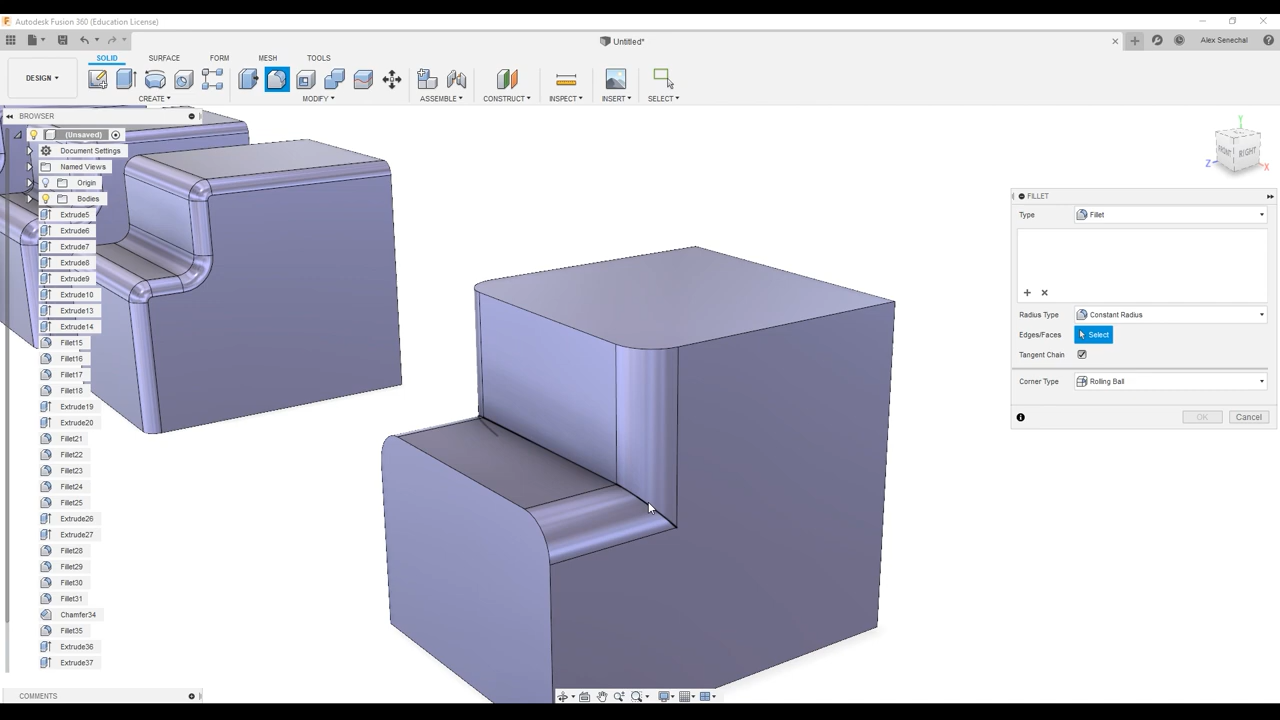 Autodesk Fusion 360 (Education License)
Untitled*
Alex Senechal
DESIGN
SOLID SURFACE FORM MESH TOOLS
CREATE MODIFY ASSEMBLE CONSTRUCT INSPECT INSERT SELECT
BROWSER
(Unsaved)
Document Settings
Named Views
Origin
Bodies
Extrude5
Extrude6
Extrude7
Extrude8
Extrude9
Extrude10
Extrude13
Extrude14
Fillet15
Fillet16
Fillet17
Fillet18
Extrude19
Extrude20
Fillet21
Fillet22
Fillet23
Fillet24
Fillet25
Extrude26
Extrude27
Fillet28
Fillet29
Fillet30
Fillet31
Chamfer34
Fillet35
Extrude36
Extrude37
COMMENTS
Y
FRONT RIGHT
Z
X
FILLET
Type Fillet
Radius Type Constant Radius
Edges/Faces Select
Tangent Chain
Corner Type Rolling Ball
OK Cancel